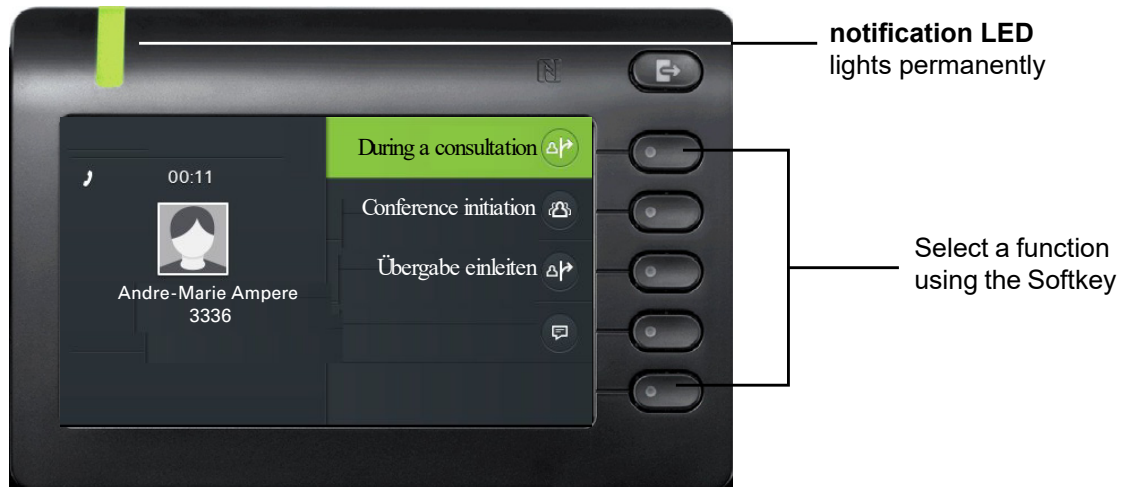 notification LED
lights permanently
During a consultation
00:11
Conference initiation
Übergabe einleiten
Andre-Marie Ampere
3336
Select a function
using the Softkey